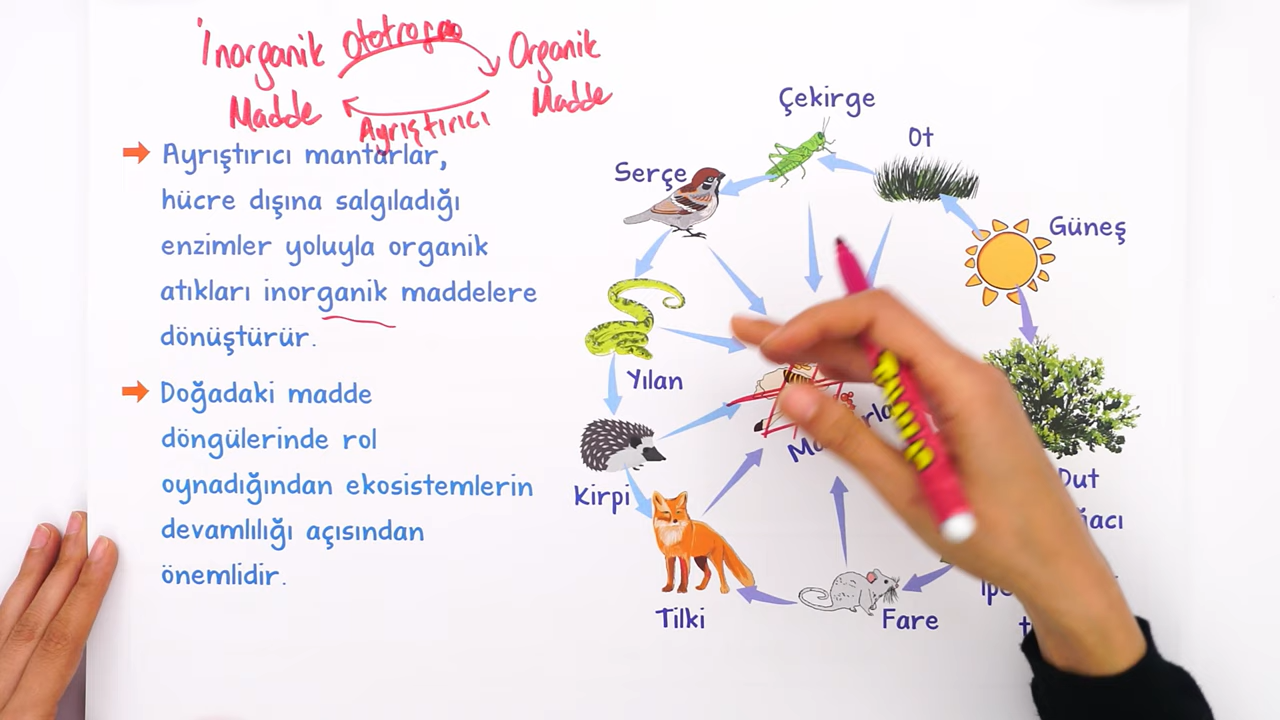 İnorganik ototrof Organik
Madde Madde
Ayrıştırıcı
Ayrıştırıcı mantarlar,
hücre dışına salgıladığı
enzimler yoluyla organik
atıkları inorganik maddelere
dönüştürür.
Doğadaki madde
döngülerinde rol
oynadığından ekosistemlerin
devamlılığı açısından
önemlidir.
Çekirge
Ot
Serçe
Güneş
Yılan
Kirpi
Dut
Tilki
Fare